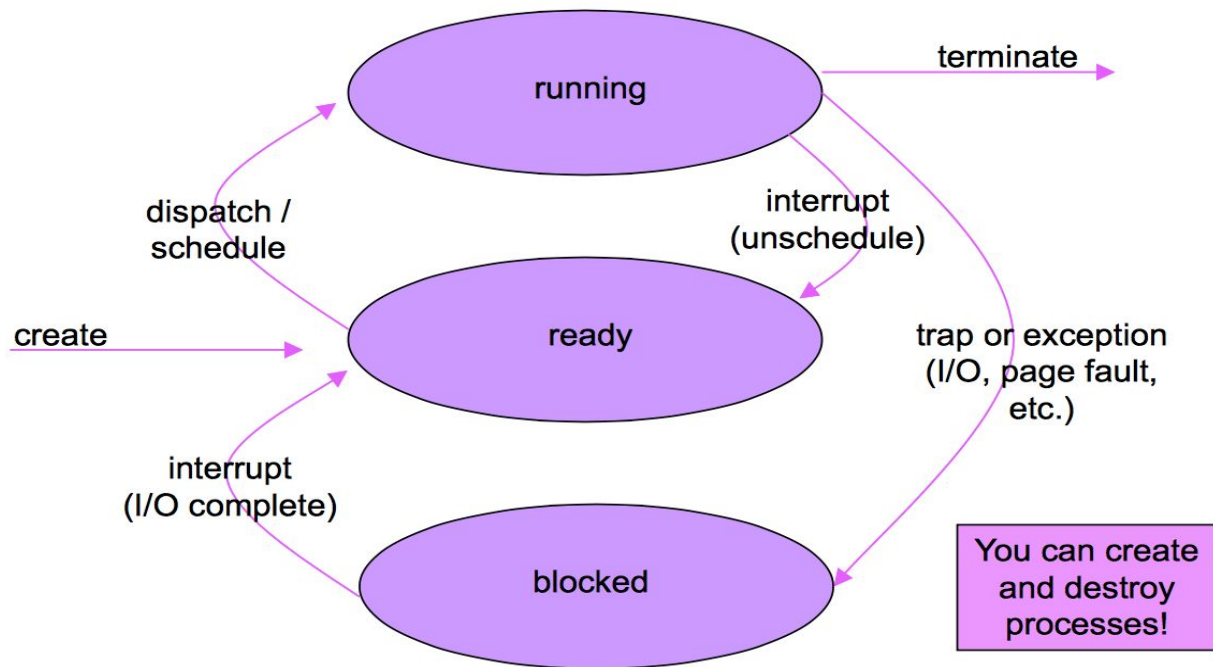 running
terminate
dispatch /
schedule
interrupt
(unschedule)
create
ready
trap or exception
(I/O, page fault,
etc.)
interrupt
(I/O complete)
blocked
You can create
and destroy
processes!